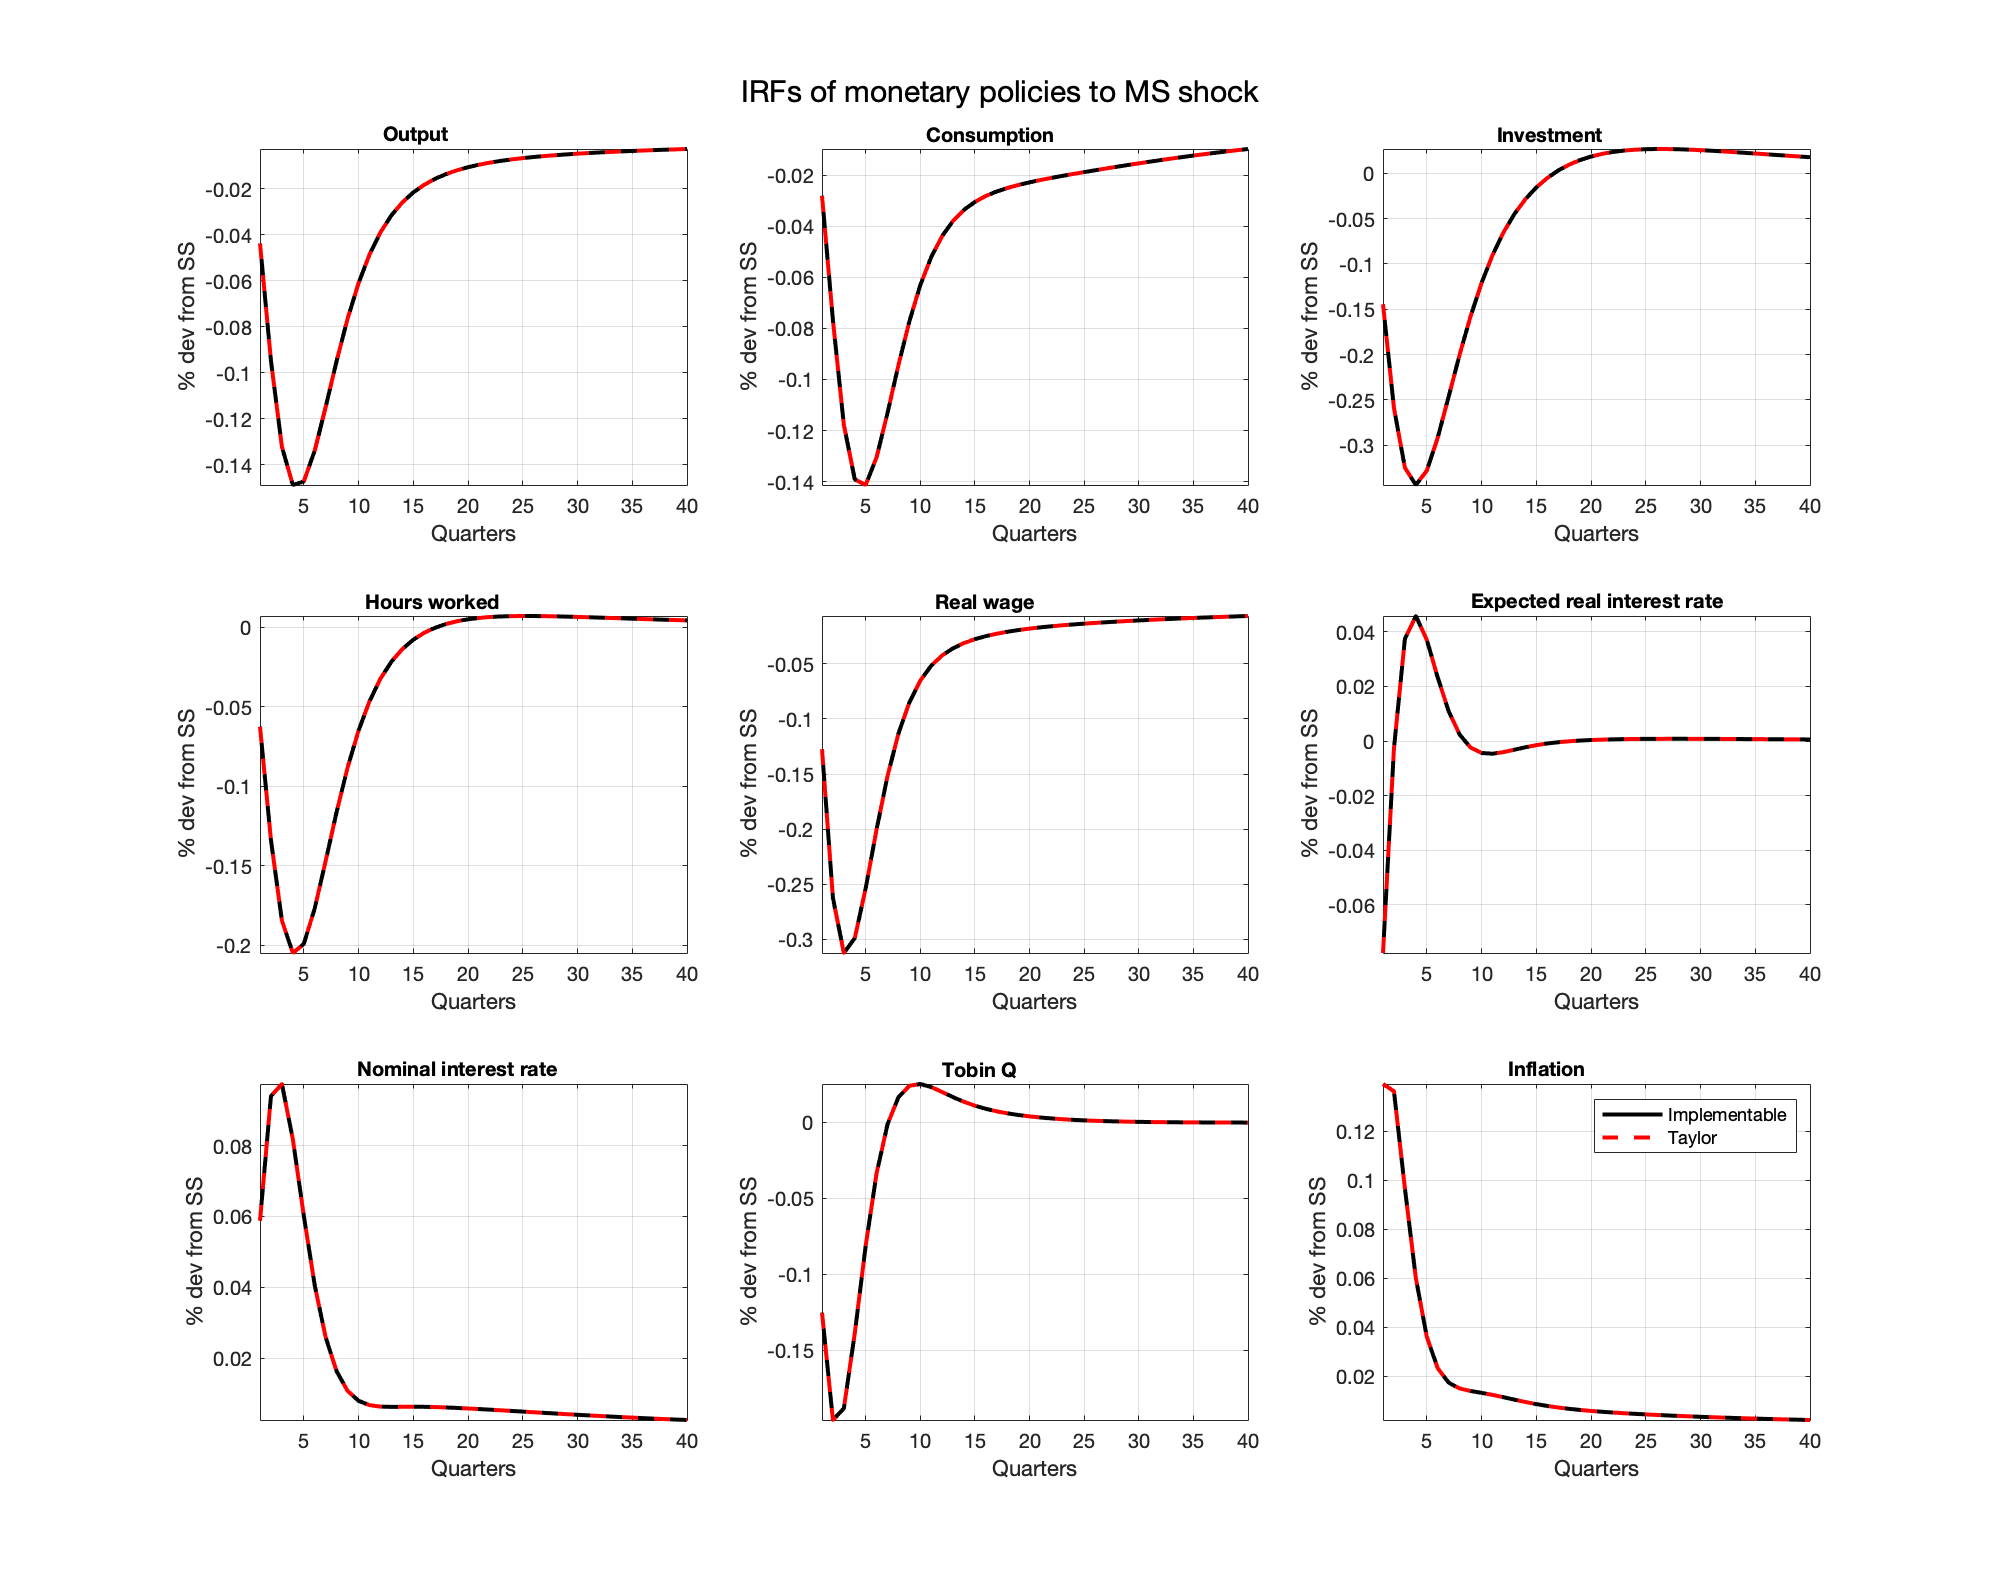 IRFs of monetary policies to MS shock
Output
Consumption
Investment
% dev from SS
-0.02
-0.04
-0.06
-0.08
-0.1
-0.12
-0.14
5 10 15 20 25 30 35 40
Quarters
% dev from SS
-0.02
-0.04
-0.06
-0.08
-0.1
-0.12
-0.14
5 10 15 20 25 30 35 40
Quarters
% dev from SS
0
-0.05
-0.1
-0.15
-0.2
-0.25
-0.3
5 10 15 20 25 30 35 40
Quarters
Hours worked
Real wage
Expected real interest rate
% dev from SS
0
-0.05
-0.1
-0.15
-0.2
5 10 15 20 25 30 35 40
Quarters
% dev from SS
-0.05
-0.1
-0.15
-0.2
-0.25
-0.3
5 10 15 20 25 30 35 40
Quarters
% dev from SS
0.04
0.02
0
-0.02
-0.04
-0.06
5 10 15 20 25 30 35 40
Quarters
Nominal interest rate
Tobin Q
Inflation
% dev from SS
0.08
0.06
0.04
0.02
5 10 15 20 25 30 35 40
Quarters
% dev from SS
0
-0.05
-0.1
-0.15
5 10 15 20 25 30 35 40
Quarters
% dev from SS
0.12
0.1
0.08
0.06
0.04
0.02
Implementable
Taylor
5 10 15 20 25 30 35 40
Quarters